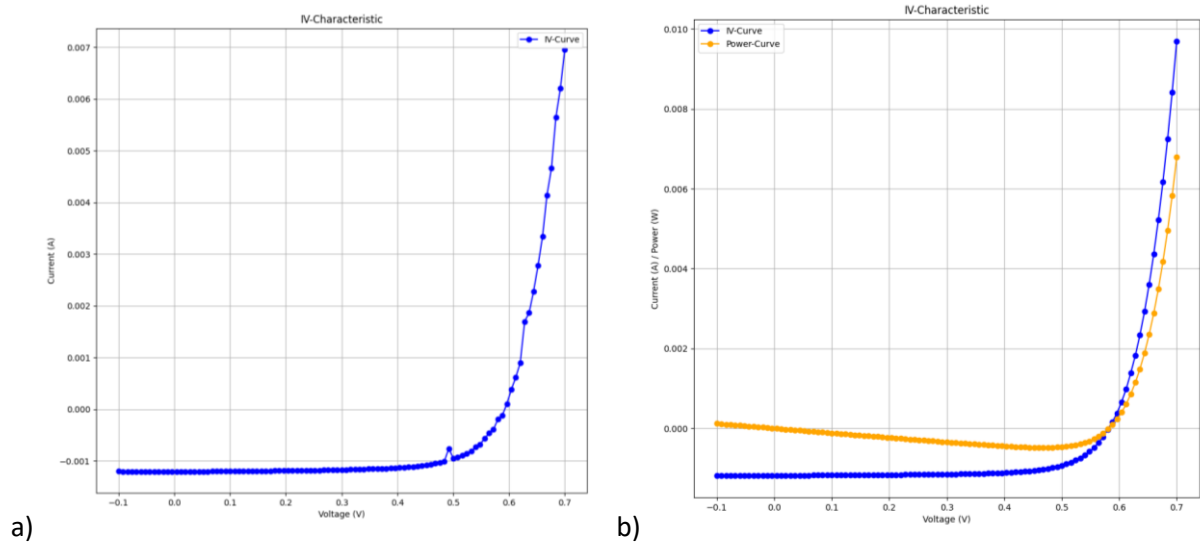 IV-Characteristic
IV-Curve
0.007
0.006
0.005
0.004
0.003
0.002
0.001
0.000
−0.001
Current (A)
−0.1 0.0 0.1 0.2 0.3 0.4 0.5 0.6 0.7
Voltage (V)
a)
IV-Characteristic
IV-Curve
Power-Curve
0.010
0.008
0.006
0.004
0.002
0.000
Current (A) / Power (W)
−0.1 0.0 0.1 0.2 0.3 0.4 0.5 0.6 0.7
Voltage (V)
b)